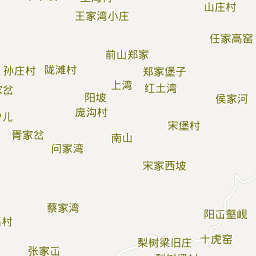 王家湾小庄
山庄村
任家高窑
前山郑家
孙庄村
陇滩村
郑家堡子
上湾
红土湾
阳坡
侯家河
庞沟村
宋堡村
胥家岔
南山
问家湾
宋家西坡
蔡家湾
阳山壑岘
梨树梁旧庄
十虎窑
张家山